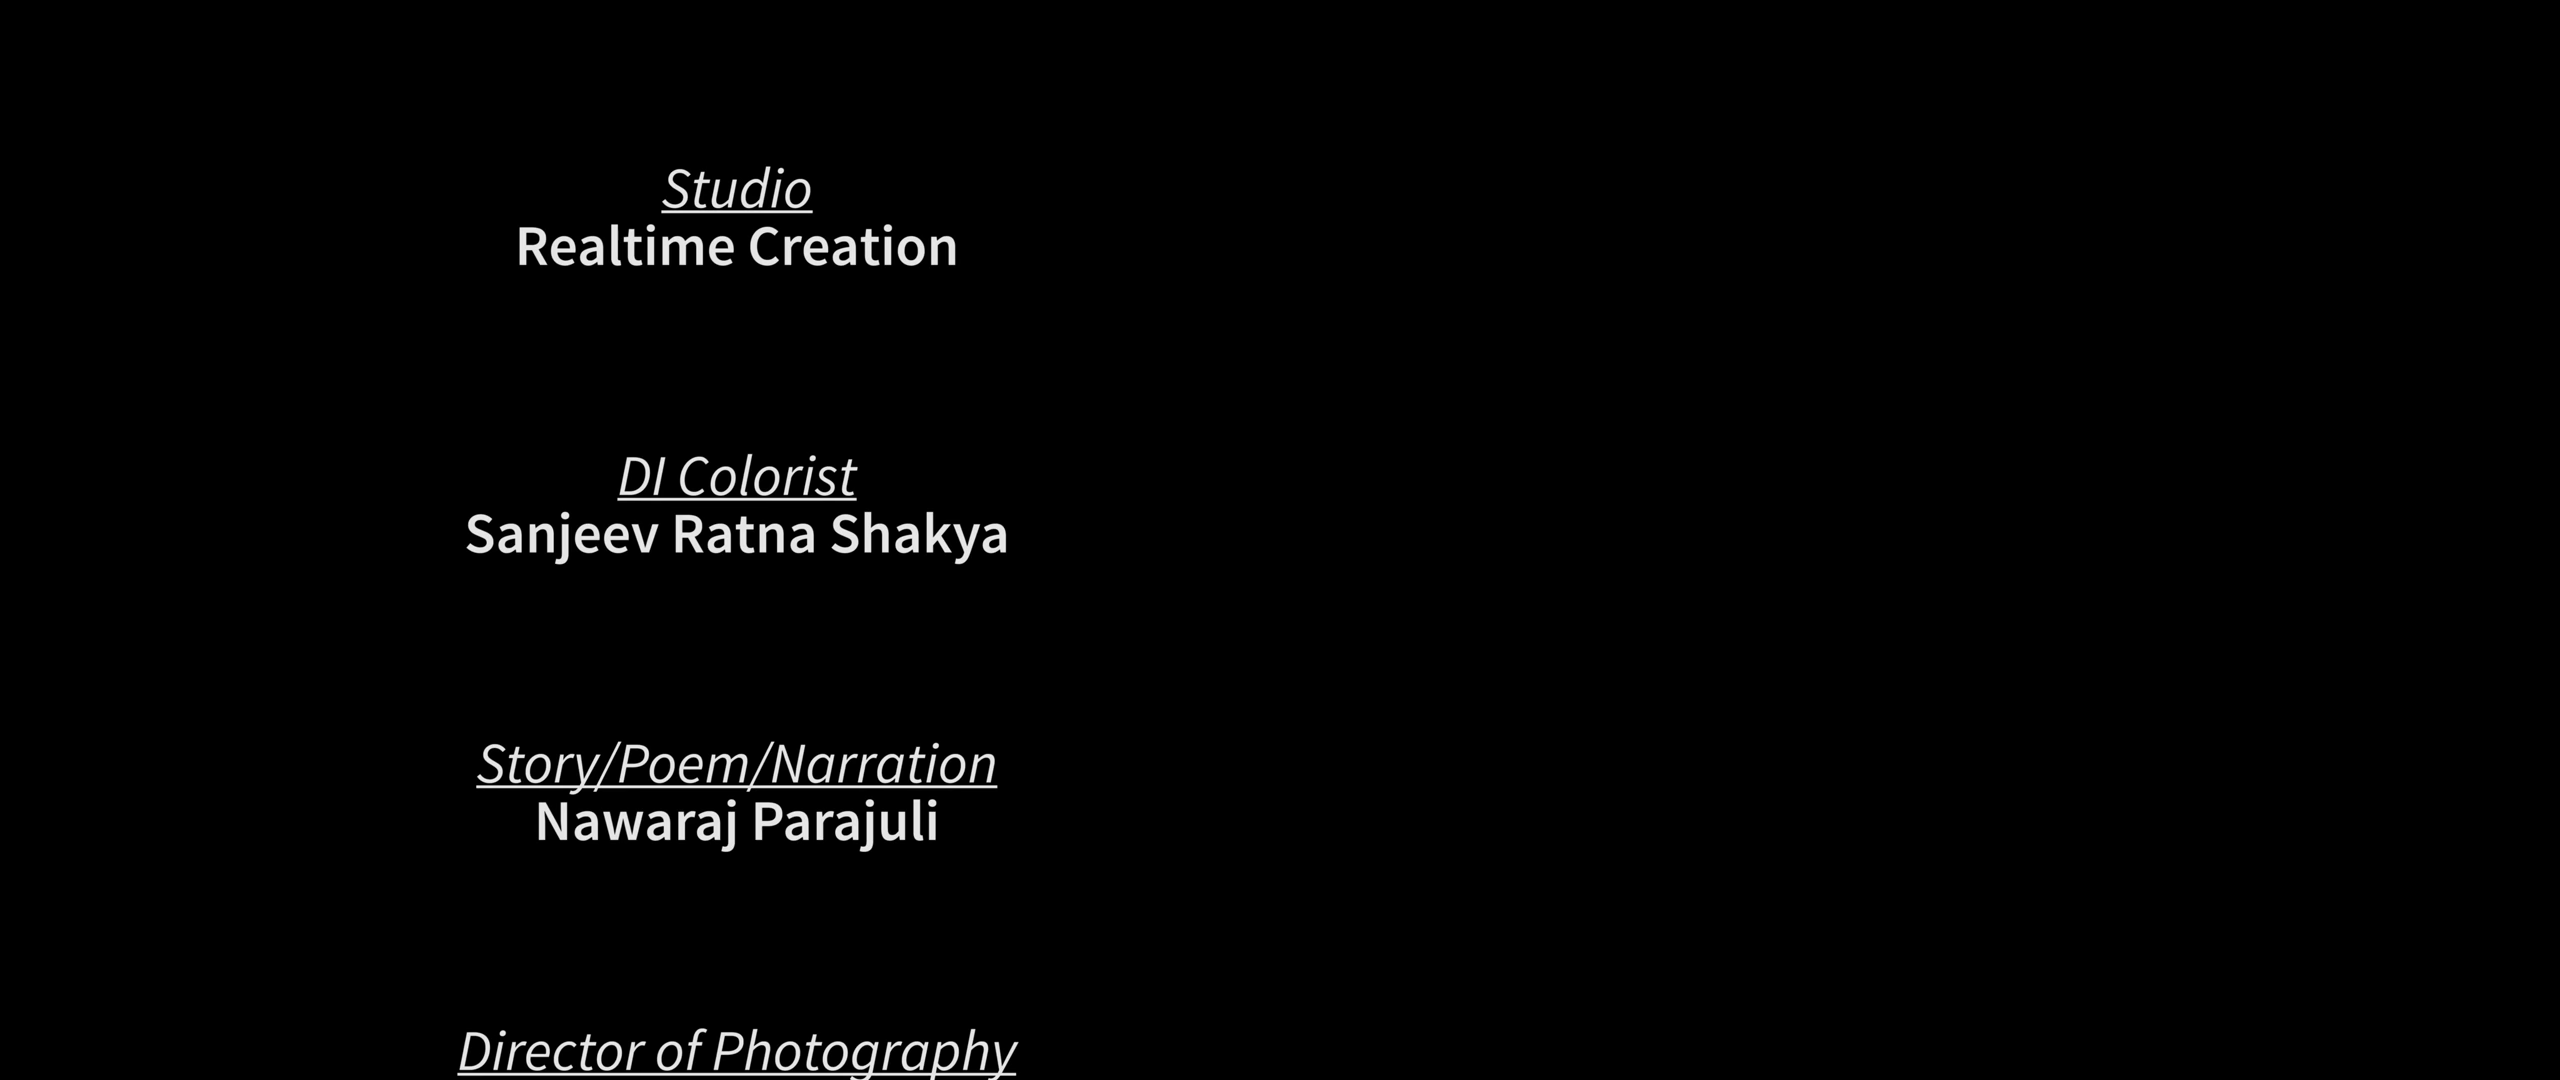 Studio
Realtime Creation
DI Colorist
Sanjeev Ratna Shakya
Story/Poem/Narration
Nawaraj Parajuli
Director of Photography